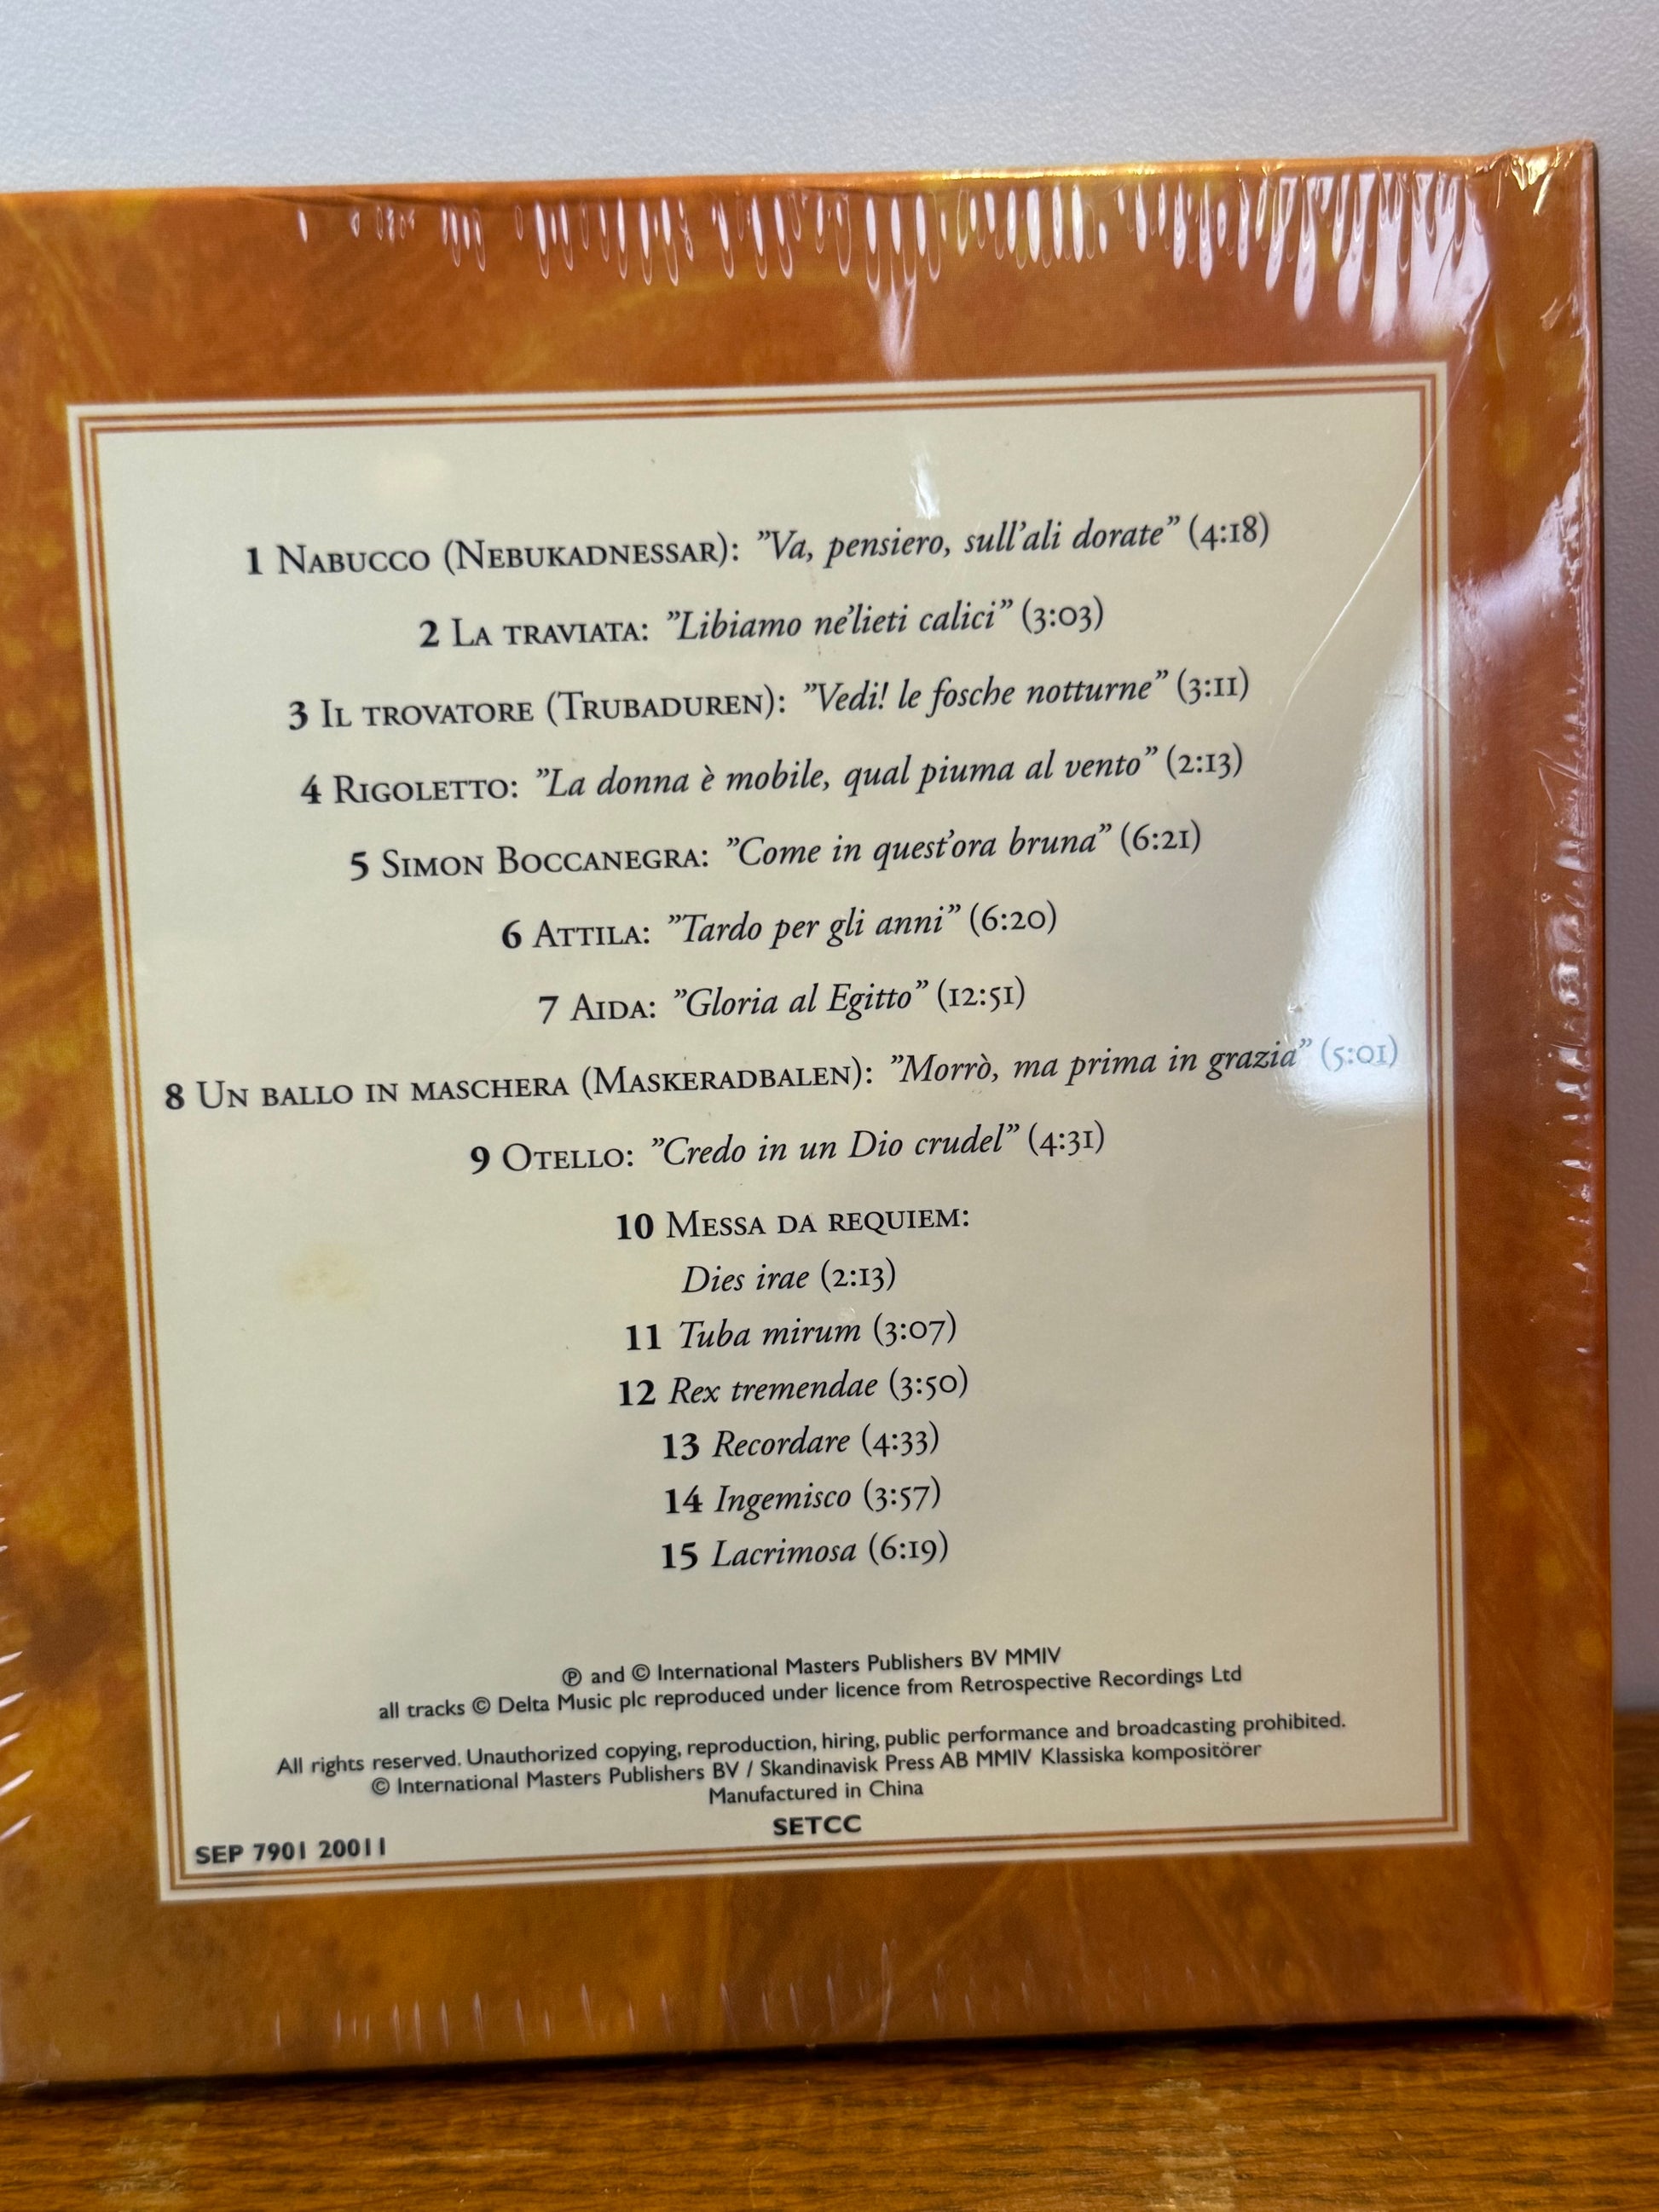 1 Nabucco (Nebukadnessar): ”Va, pensiero, sull’ali dorate” (4:18)
2 La traviata: ”Libiamo ne’lieti calici” (3:03)
3 Il trovatore (Trubaduren): ”Vedi! le fosche notturne” (3:11)
4 Rigoletto: ”La donna è mobile, qual piuma al vento” (2:13)
5 Simon Boccanegra: ”Come in quest’ora bruna” (6:21)
6 Attila: ”Tardo per gli anni” (6:20)
7 Aida: ”Gloria al Egitto” (12:51)
8 Un ballo in maschera (Maskeradbalen): ”Morrò, ma prima in grazia” (5:01)
9 Otello: ”Credo in un Dio crudel” (4:31)
10 Messa da requiem:
Dies irae (2:13)
11 Tuba mirum (3:07)
12 Rex tremendae (3:50)
13 Recordare (4:33)
14 Ingemisco (3:57)
15 Lacrimosa (6:19)
℗ and © International Masters Publishers BV MMIV
all tracks © Delta Music plc reproduced under licence from Retrospective Recordings Ltd
All rights reserved. Unauthorized copying, reproduction, hiring, public performance and broadcasting prohibited.
© International Masters Publishers BV / Skandinavisk Press AB MMIV Klassiska kompositörer
Manufactured in China
SETCC
SEP 7901 20011